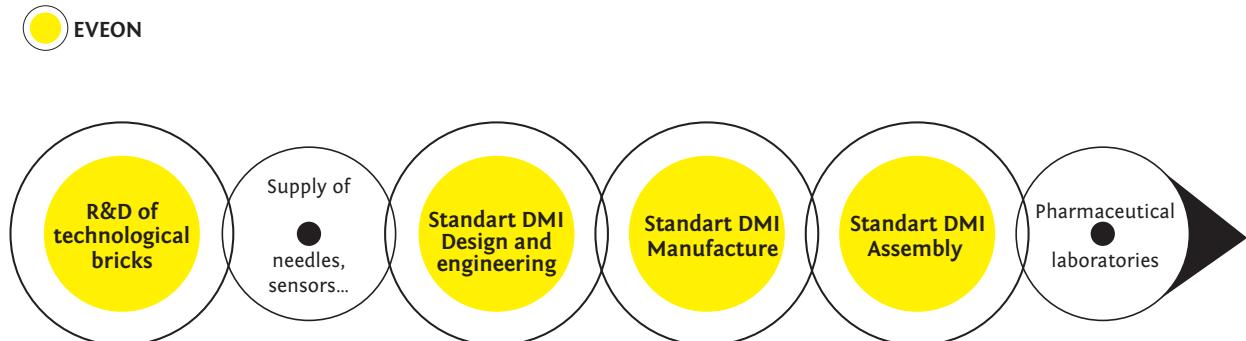 EVEON
R&D of
technological
bricks
Supply of
needles,
sensors…
Standart DMI
Design and
engineering
Standart DMI
Manufacture
Standart DMI
Assembly
Pharmaceutical
laboratories